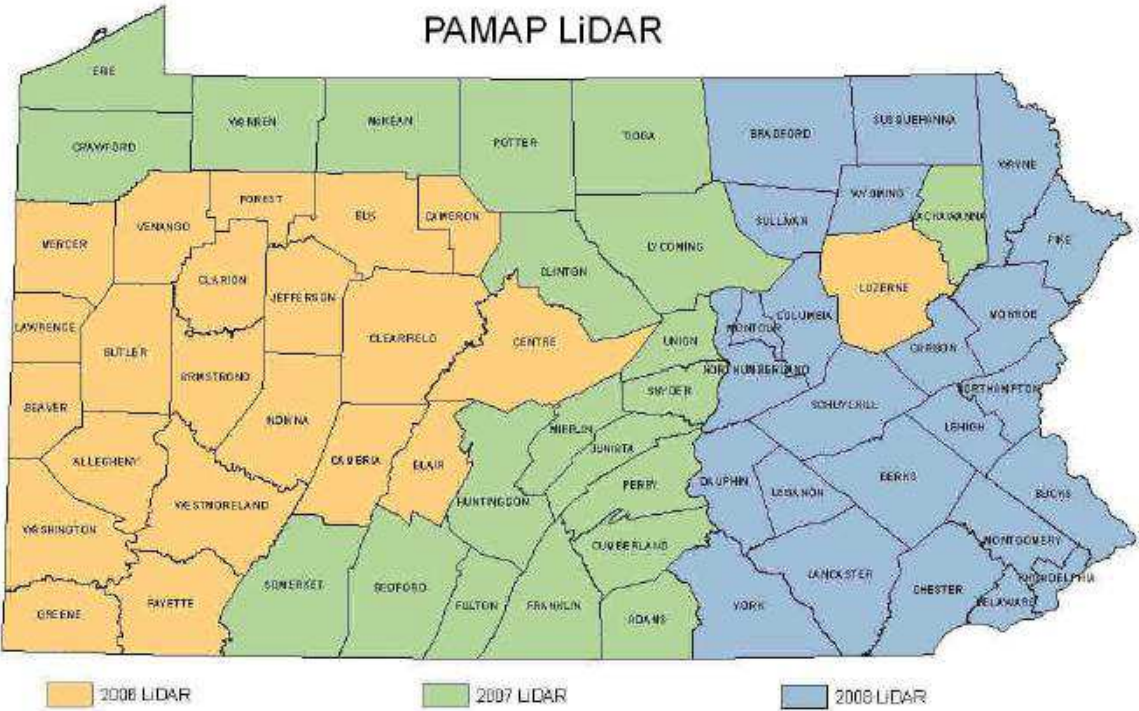 PAMAP LiDAR
ERIE
CRAWFORD
WARREN
McKEAN
POTTER
TIOGA
BRADFORD
SUSQUEHANNA
WAYNE
WYOMING
LACKAWANNA
SULLIVAN
PIKE
MERCER
VENANGO
FOREST
ELK
CAMERON
CLINTON
LYCOMING
CLARION
JEFFERSON
CLEARFIELD
CENTRE
LUZERNE
COLUMBIA
MONTOUR
MONROE
LAWRENCE
BUTLER
ARMSTRONG
UNION
SNYDER
NORTHUMBERLAND
CARBON
NORTHAMPTON
BEAVER
INDIANA
SCHUYLKILL
LEHIGH
ALLEGHENY
CAMBRIA
BLAIR
MIFFLIN
JUNIATA
HUNTINGDON
PERRY
DAUPHIN
LEBANON
BERKS
BUCKS
WASHINGTON
WESTMORELAND
CUMBERLAND
MONTGOMERY
GREENE
FAYETTE
SOMERSET
BEDFORD
FULTON
FRANKLIN
ADAMS
YORK
LANCASTER
CHESTER
DELAWARE
PHILADELPHIA
2006 LiDAR
2007 LiDAR
2008 LiDAR